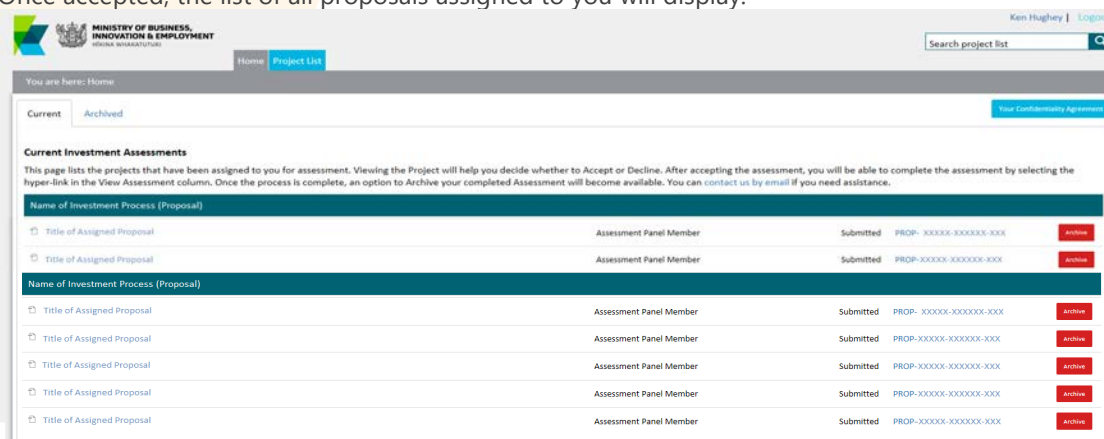 Once accepted, the list of all proposals assigned to you will display.
Ken Hughey | Logout
MINISTRY OF BUSINESS,
INNOVATION & EMPLOYMENT
HĪKINA WHAKATUTUKI
Search project list
Home Project List
You are here: Home
Current Archived
Your Confidentiality Agreement
Current Investment Assessments
This page lists the projects that have been assigned to you for assessment. Viewing the Project will help you decide whether to Accept or Decline. After accepting the assessment, you will be able to complete the assessment by selecting the
hyper-link in the View Assessment column. Once the process is complete, an option to Archive your completed Assessment will become available. You can contact us by email if you need assistance.
Name of Investment Process (Proposal)
Title of Assigned Proposal Assessment Panel Member Submitted PROP- XXXXX-XXXXXX-XXX Archive
Title of Assigned Proposal Assessment Panel Member Submitted PROP-XXXXX-XXXXXX-XXX Archive
Name of Investment Process (Proposal)
Title of Assigned Proposal Assessment Panel Member Submitted PROP- XXXXX-XXXXXX-XXX Archive
Title of Assigned Proposal Assessment Panel Member Submitted PROP-XXXXX-XXXXXX-XXX Archive
Title of Assigned Proposal Assessment Panel Member Submitted PROP-XXXXX-XXXXXX-XXX Archive
Title of Assigned Proposal Assessment Panel Member Submitted PROP-XXXXX-XXXXXX-XXX Archive
Title of Assigned Proposal Assessment Panel Member Submitted PROP-XXXXX-XXXXXX-XXX Archive